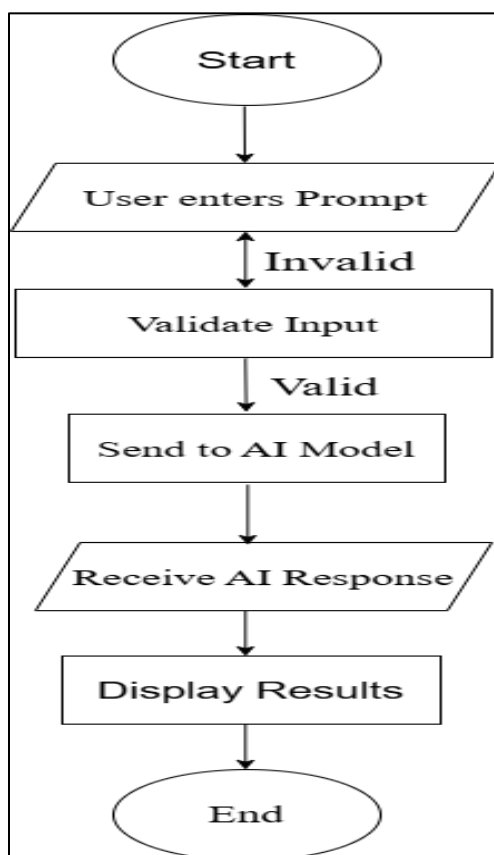 Start
User enters Prompt
Invalid
Validate Input
Valid
Send to AI Model
Receive AI Response
Display Results
End